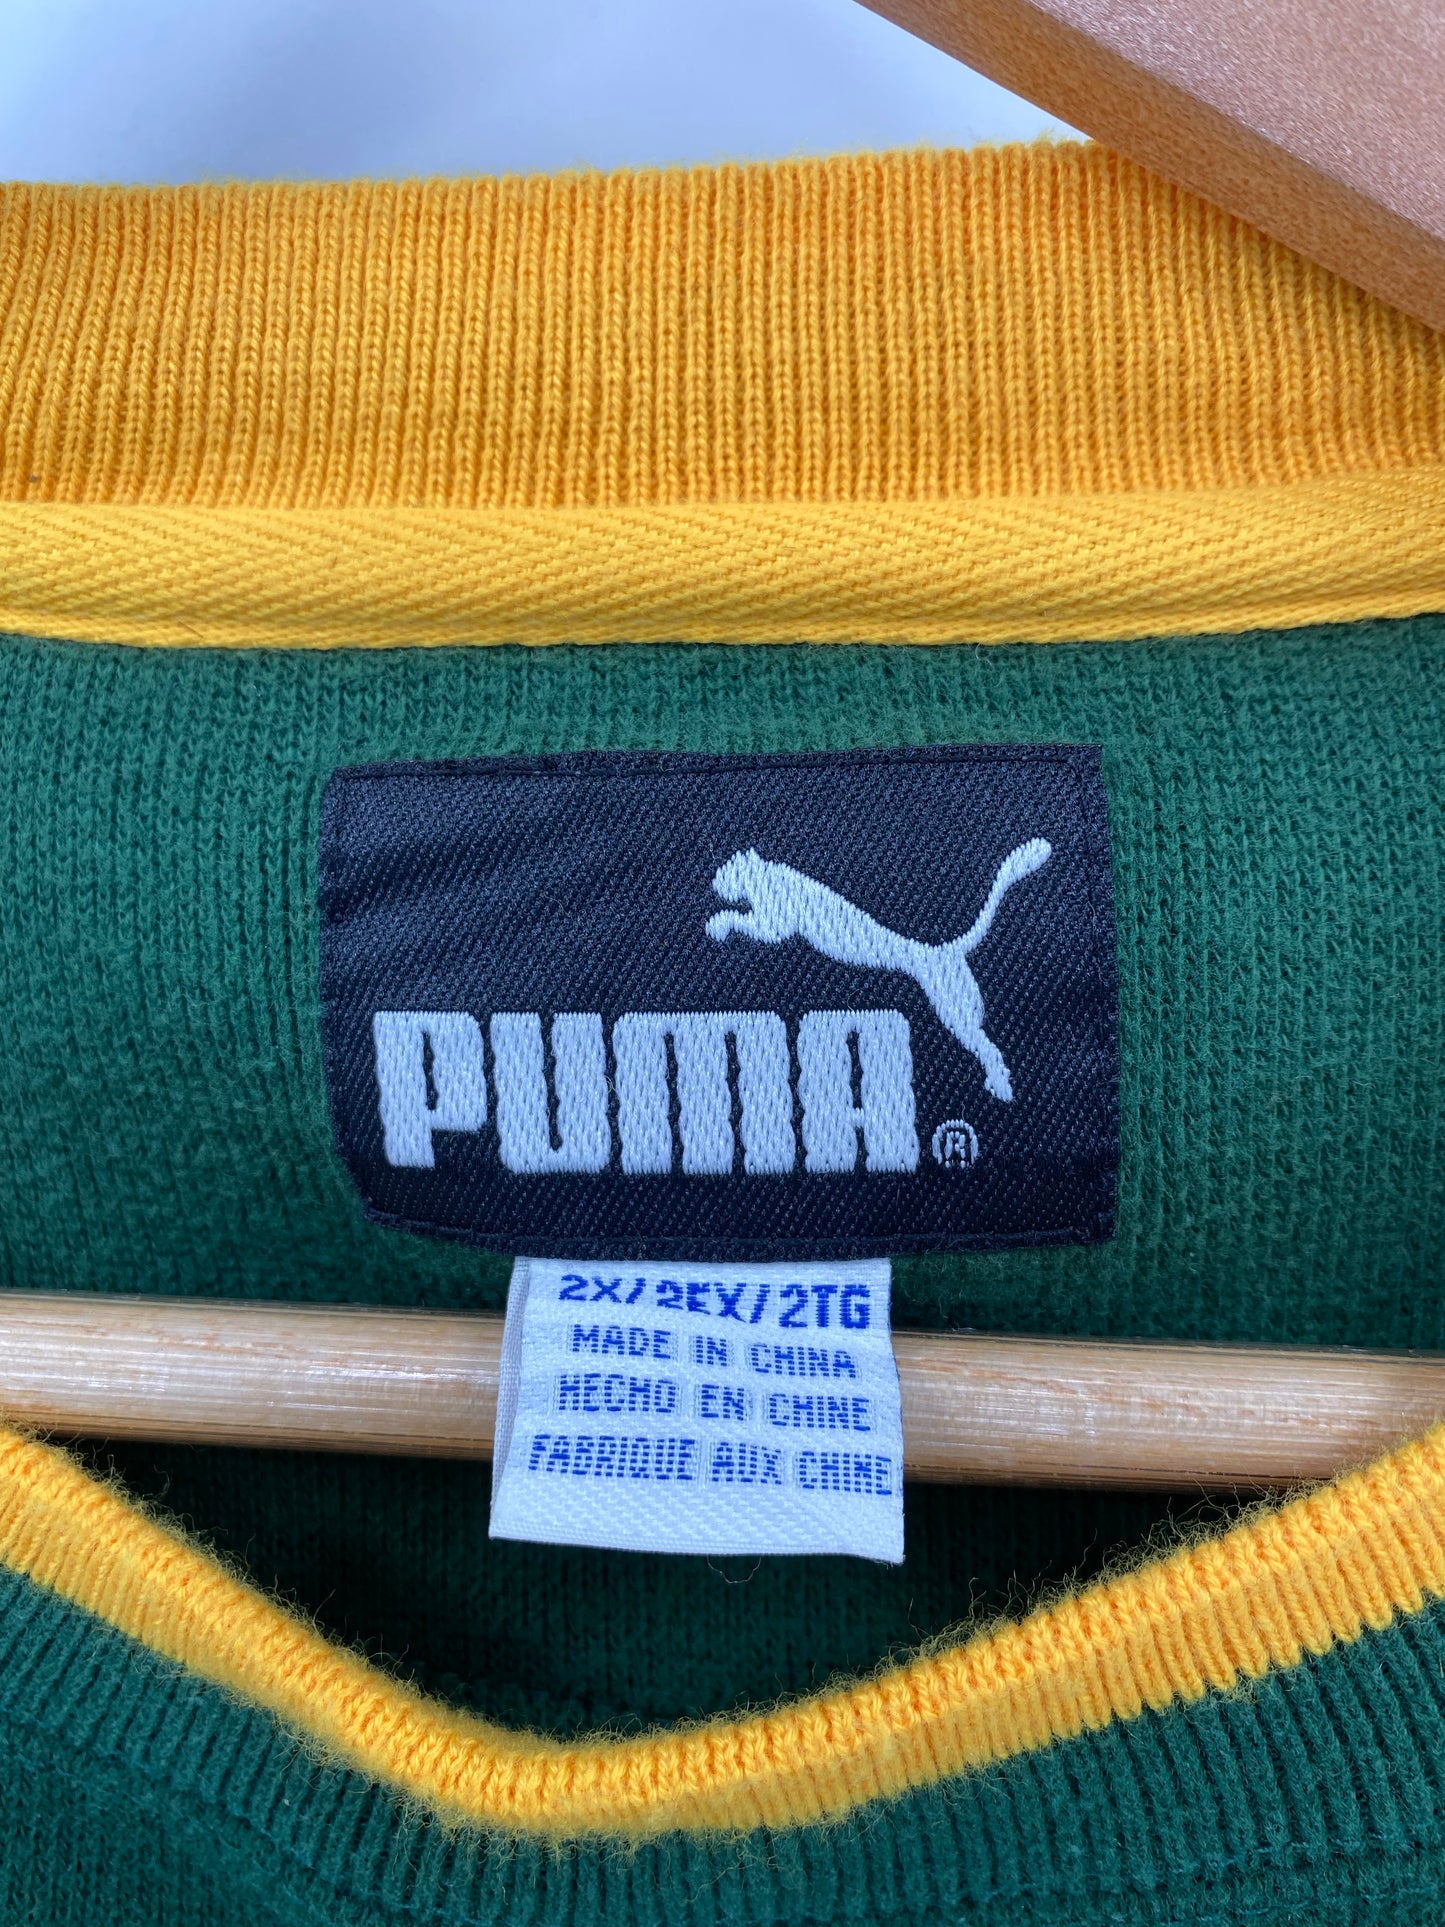 PUMA®
2X/2EX/2TG
MADE IN CHINA
HECHO EN CHINE
FABRIQUE AUX CHINE